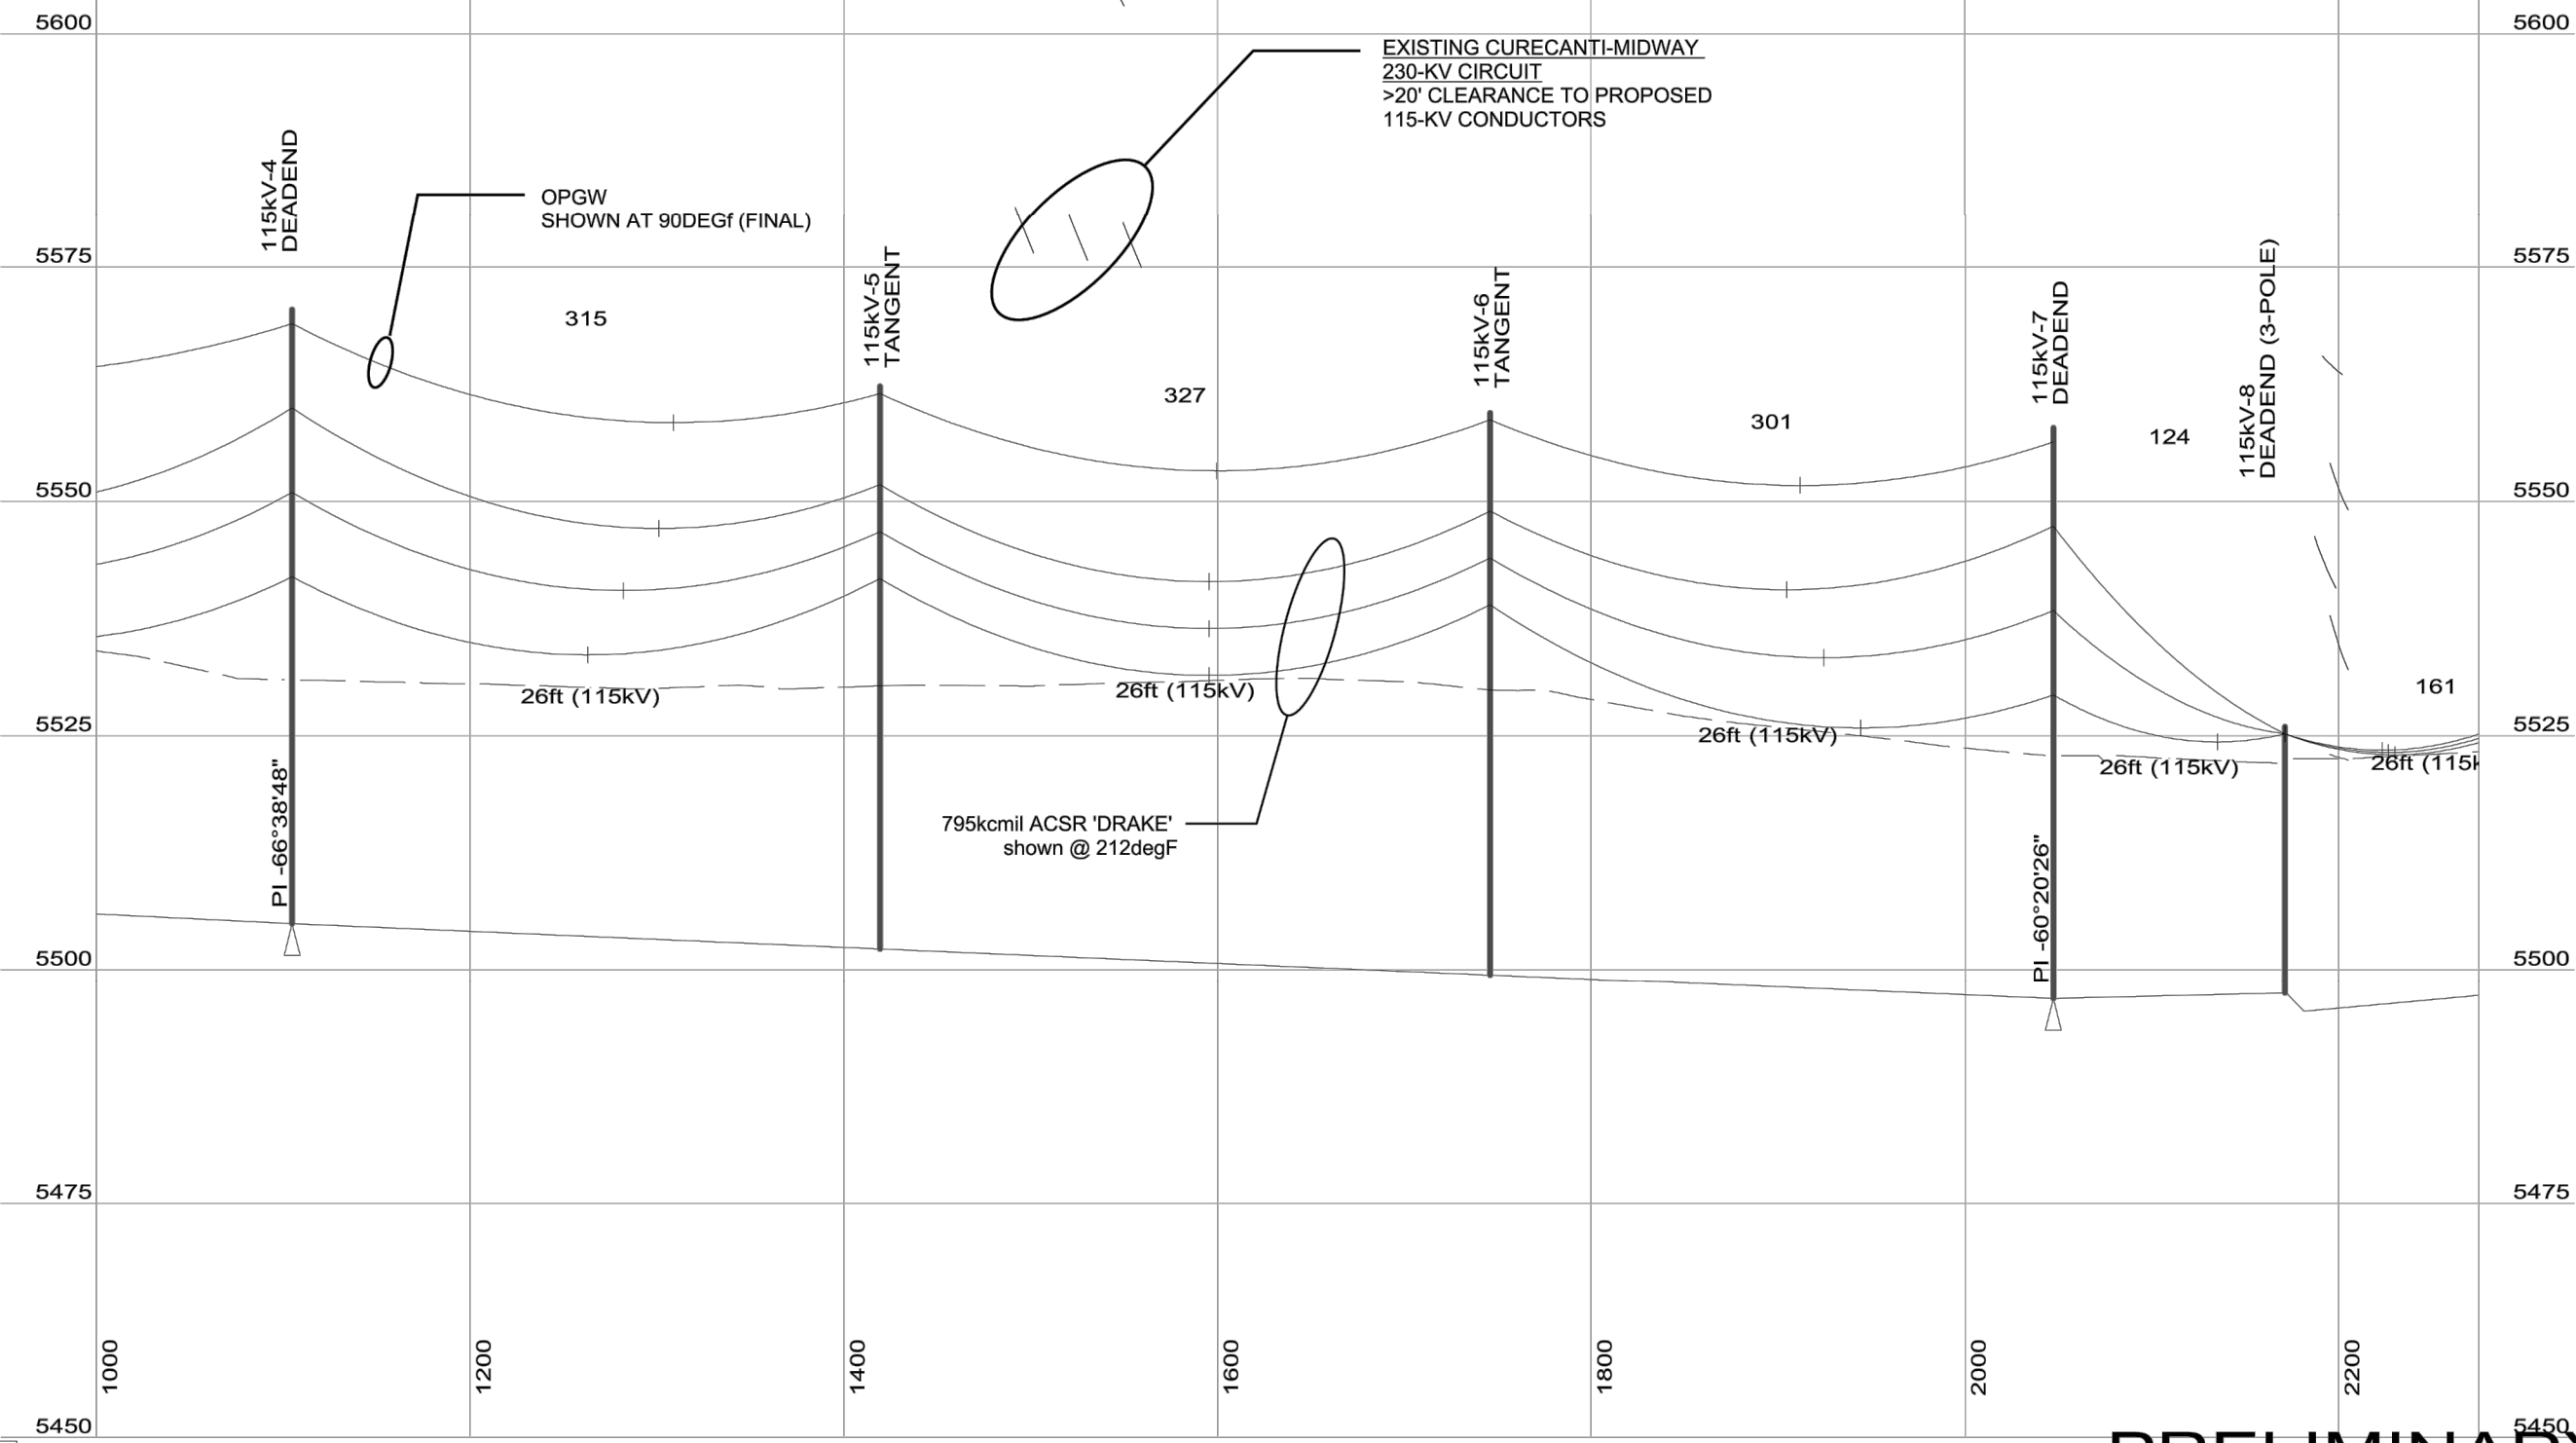 5600
5600
EXISTING CURECANTI-MIDWAY
230-KV CIRCUIT
>20' CLEARANCE TO PROPOSED
115-KV CONDUCTORS
115kV-4
DEADEND
OPGW
SHOWN AT 90DEGf (FINAL)
5575
5575
115kV-5
TANGENT
115kV-6
TANGENT
115kV-7
DEADEND
115kV-8
DEADEND (3-POLE)
315
327
301
124
5550
5550
161
26ft (115kV)
26ft (115kV)
26ft (115kV)
26ft (115kV)
26ft (115k
5525
5525
PI -66°38'48"
795kcmil ACSR 'DRAKE'
shown @ 212degF
PI -60°20'26"
5500
5500
5475
5475
1000
1200
1400
1600
1800
2000
2200
5450
5450